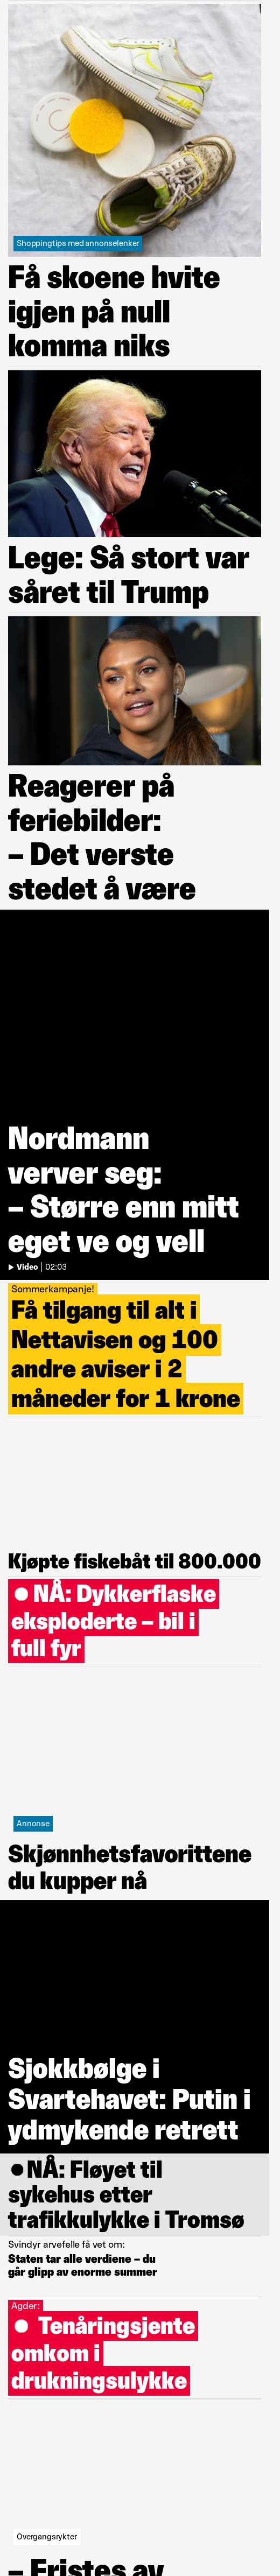 Shoppingtips med annonselenker
Få skoene hvite
igjen på null
komma niks
Lege: Så stort var
såret til Trump
Reagerer på
feriebilder:
– Det verste
stedet å være
Nordmann
verver seg:
– Større enn mitt
eget ve og vell
Video | 02:03
Sommerkampanje!
Få tilgang til alt i
Nettavisen og 100
andre aviser i 2
måneder for 1 krone
Kjøpte fiskebåt til 800.000
NÅ: Dykkerflaske
eksploderte – bil i
full fyr
Annonse
Skjønnhetsfavorittene
du kupper nå
Sjokkbølge i
Svartehavet: Putin i
ydmykende retrett
NÅ: Fløyet til
sykehus etter
trafikkulykke i Tromsø
Svindyr arvefelle få vet om:
Staten tar alle verdiene – du
går glipp av enorme summer
Agder:
Tenåringsjente
omkom i
drukningsulykke
Overgangsrykter
– Fristes av